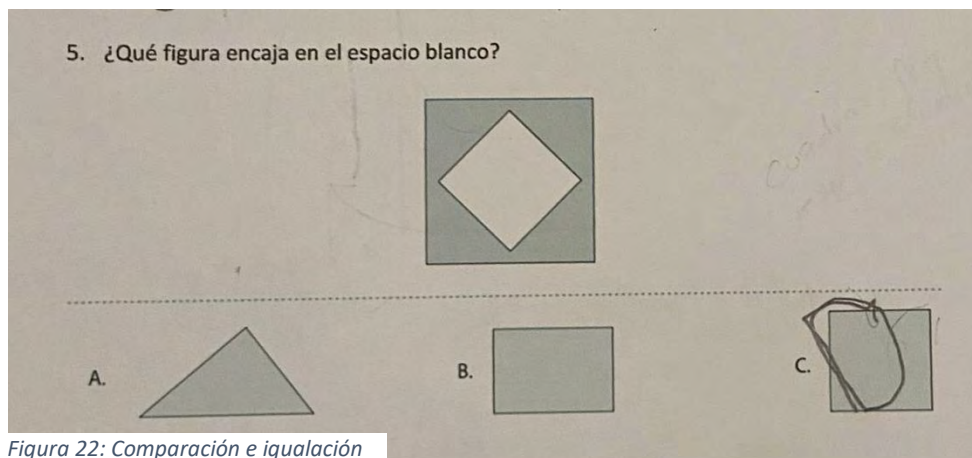 5. ¿Qué figura encaja en el espacio blanco?
A.
B.
C.
Figura 22: Comparación e igualación